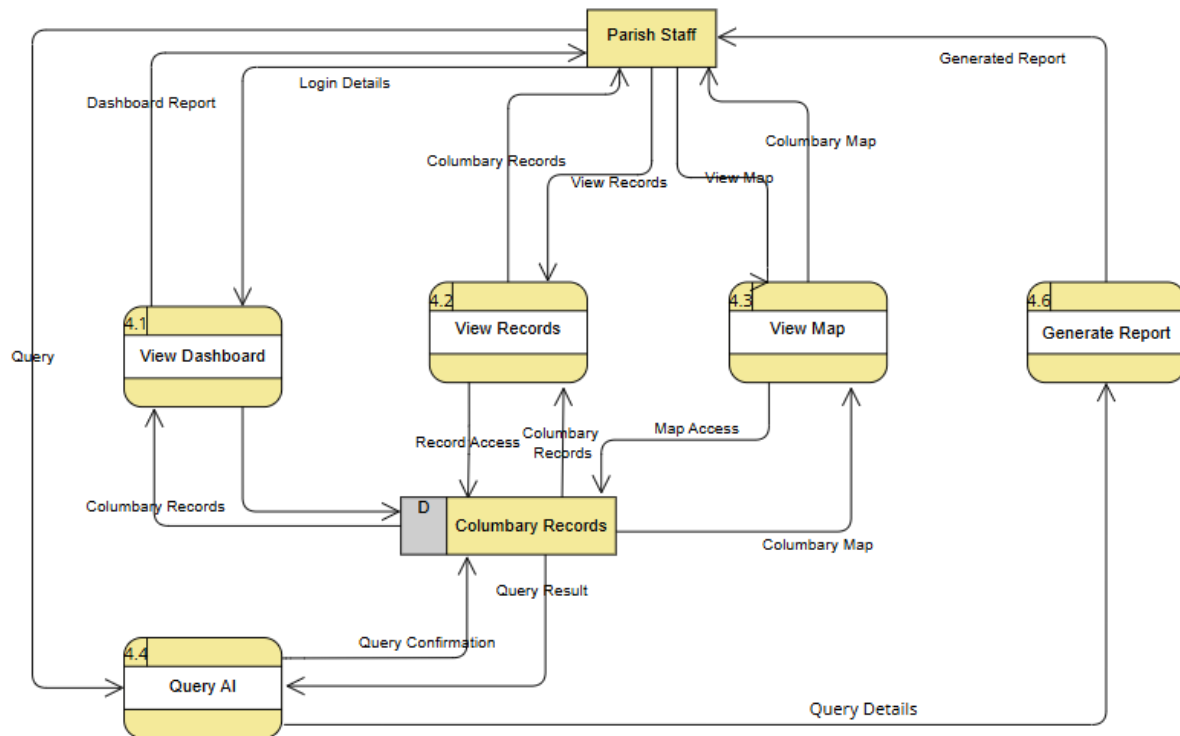 Parish Staff
Generated Report
Login Details
Dashboard Report
Columbary Map
Columbary Records
View Map
View Records
4.2
4.3
4.6
4.1
View Records
View Map
Generate Report
View Dashboard
Query
Map Access
Record Access
Columbary
Records
Columbary Records
D
Columbary Records
Columbary Map
Query Result
Query Confirmation
4.4
Query AI
Query Details